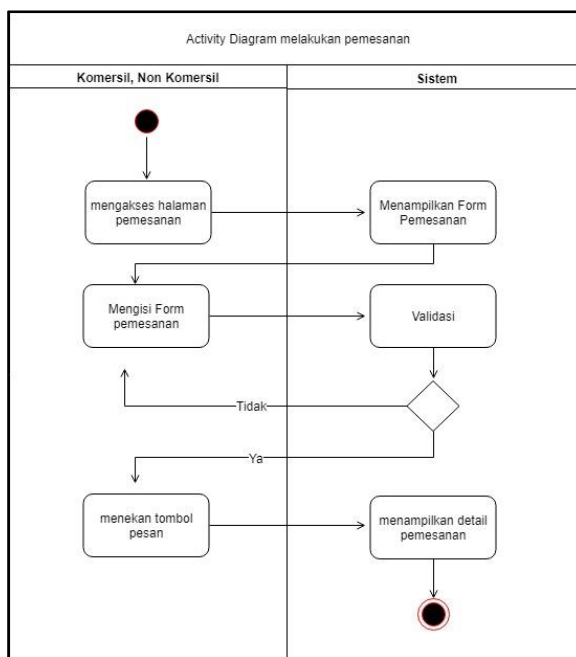 Activity Diagram melakukan pemesanan
Komersil, Non Komersil
Sistem
mengakses halaman
pemesanan
Menampilkan Form
Pemesanan
Mengisi Form
pemesanan
Validasi
Tidak
Ya
menekan tombol
pesan
menampilkan detail
pemesanan